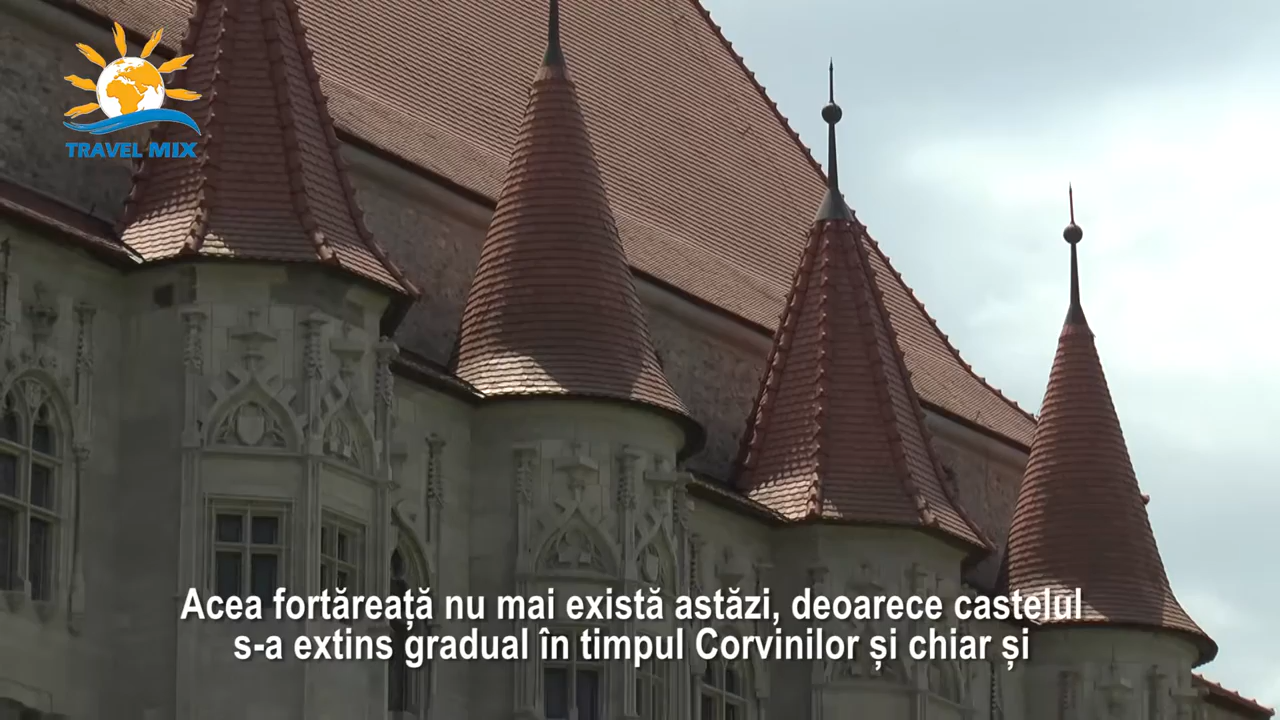 TRAVEL MIX
Acea fortăreață nu mai există astăzi, deoarece castelul
s-a extins gradual în timpul Corvinilor și chiar și